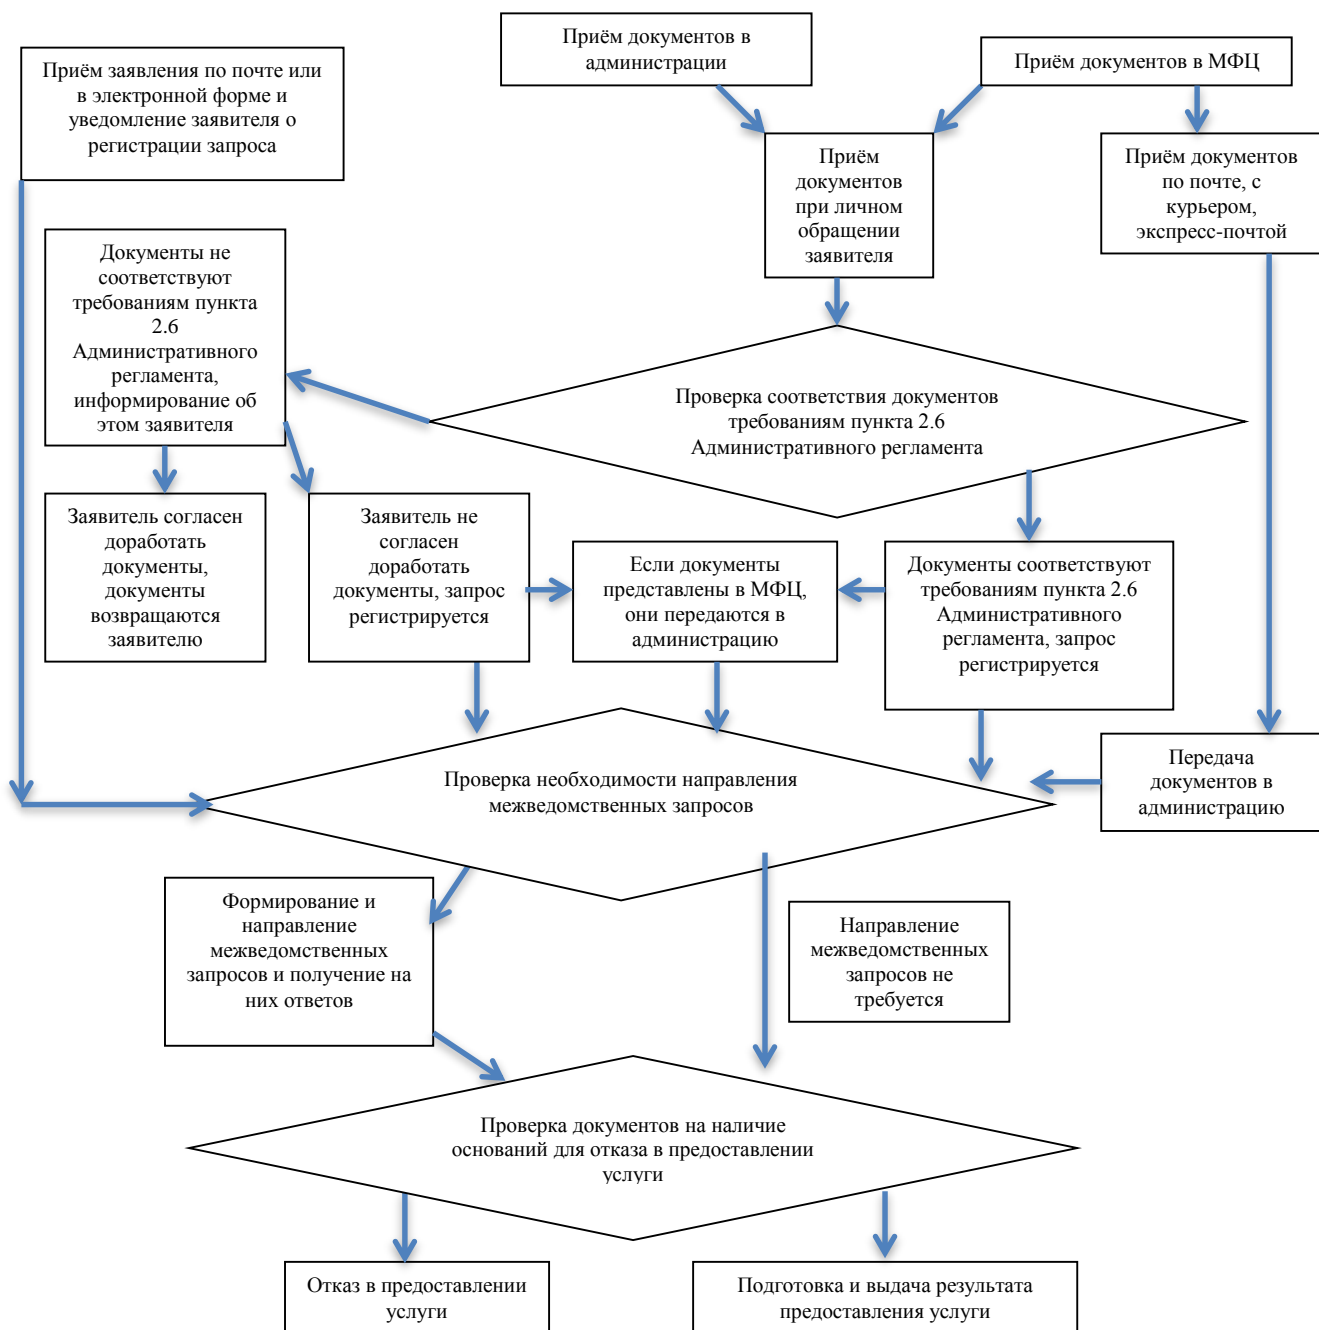 Приём документов в
администрации
Приём документов в МФЦ
Приём заявления по почте или
в электронной форме и
уведомление заявителя о
регистрации запроса
Приём
документов
при личном
обращении
заявителя
Приём документов
по почте, с
курьером,
экспресс-почтой
Документы не
соответствуют
требованиям пункта
2.6
Административного
регламента,
информирование об
этом заявителя
Проверка соответствия документов
требованиям пункта 2.6
Административного регламента
Заявитель согласен
доработать
документы,
документы
возвращаются
заявителю
Заявитель не
согласен
доработать
документы, запрос
регистрируется
Если документы
представлены в МФЦ,
они передаются в
администрацию
Документы соответствуют
требованиям пункта 2.6
Административного
регламента, запрос
регистрируется
Проверка необходимости направления
межведомственных запросов
Передача
документов в
администрацию
Формирование и
направление
межведомственных
запросов и получение на
них ответов
Направление
межведомственных
запросов не
требуется
Проверка документов на наличие
оснований для отказа в предоставлении
услуги
Отказ в предоставлении
услуги
Подготовка и выдача результата
предоставления услуги